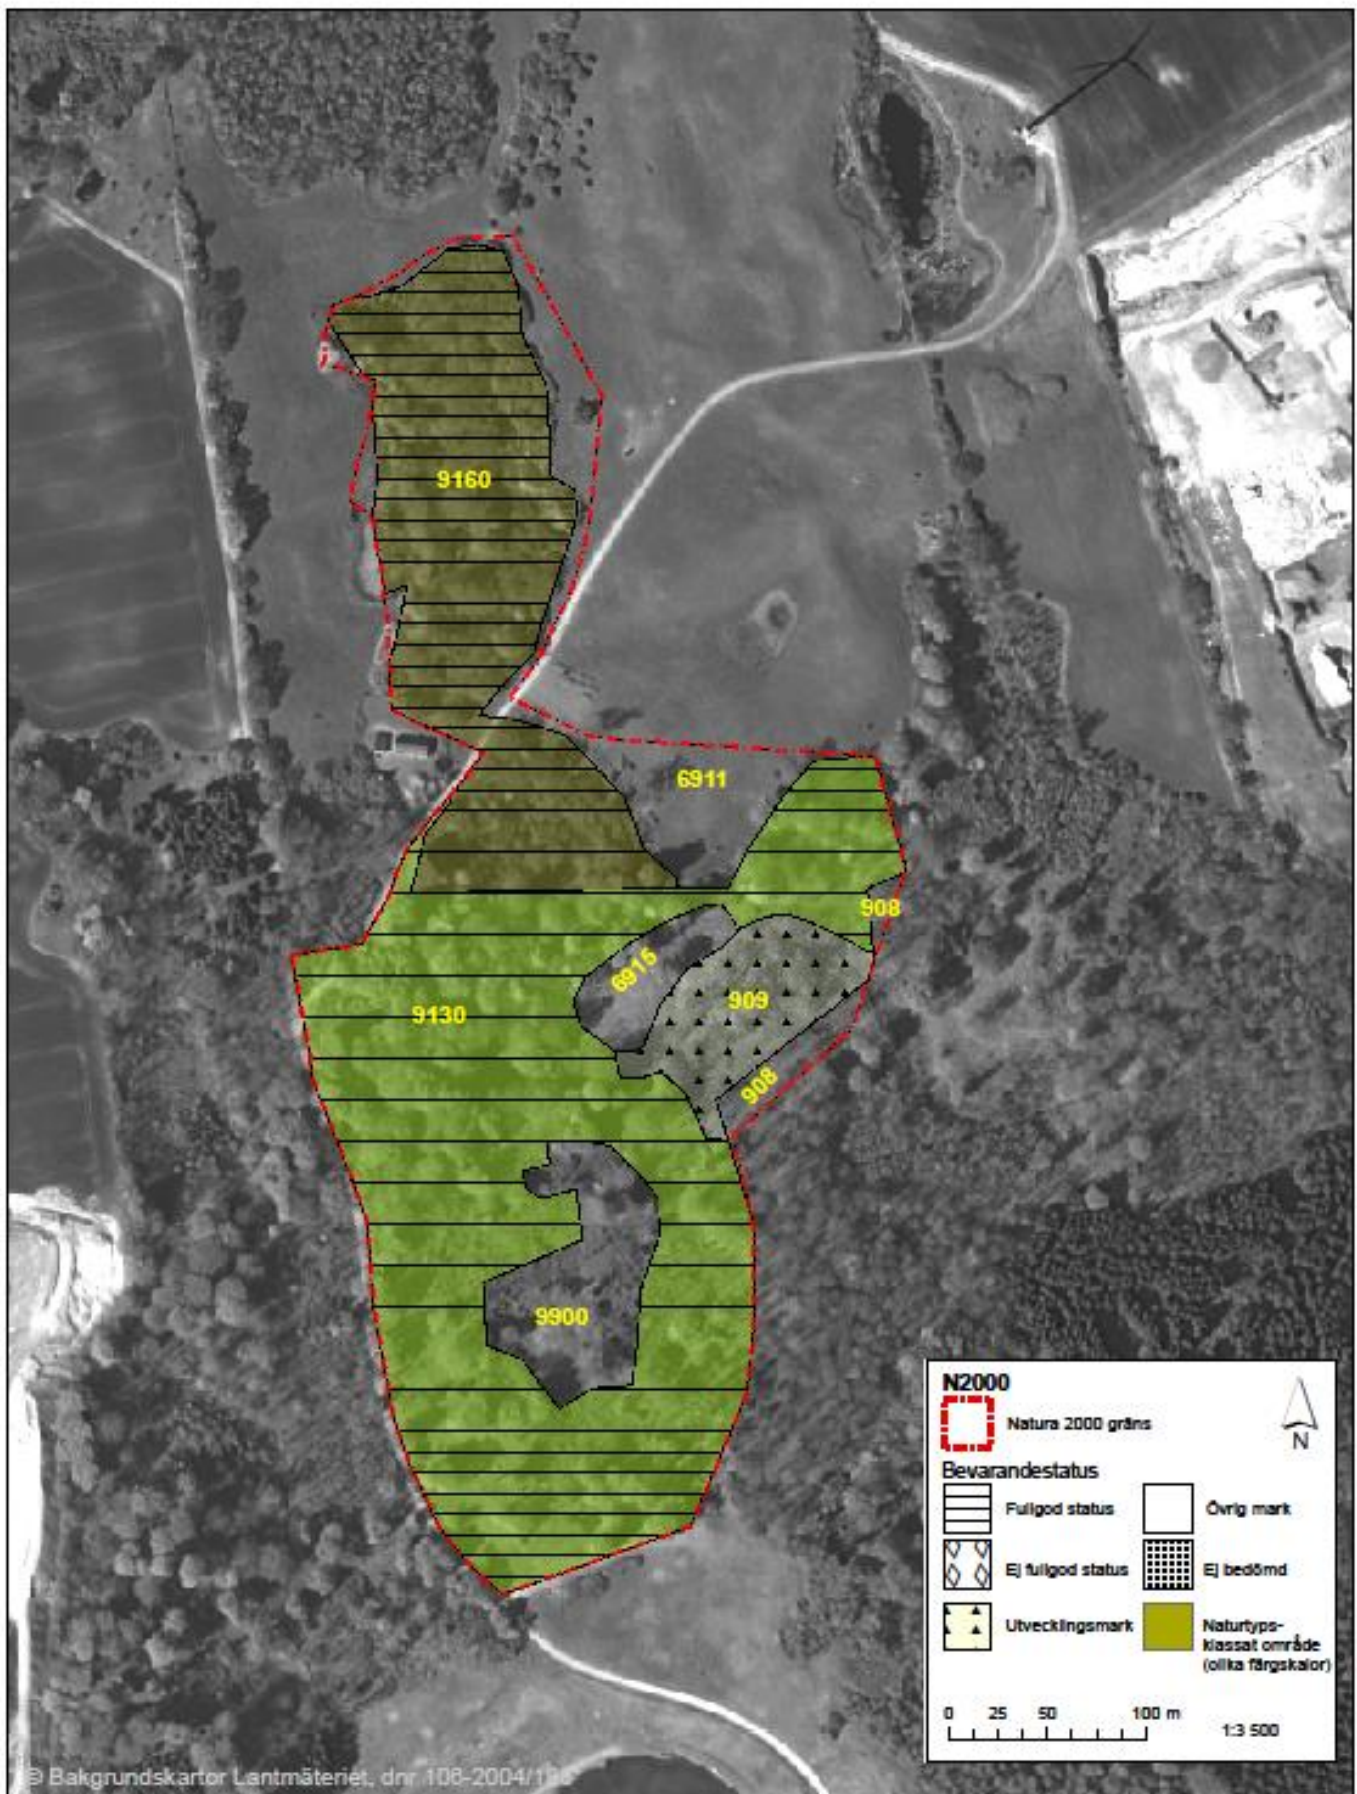 9160
6911
908
6915
909
9130
908
9900
N2000
Natura 2000 gräns
N
Bevarandestatus
Fullgod status
Övrig mark
Ej fullgod status
Ej bedömd
Utvecklingsmark
Naturtyps-
klassat område
(olika färgskalor)
0 25 50 100 m
1:3 500
© Bakgrundskartor Lantmäteriet, dnr 106-2004/188